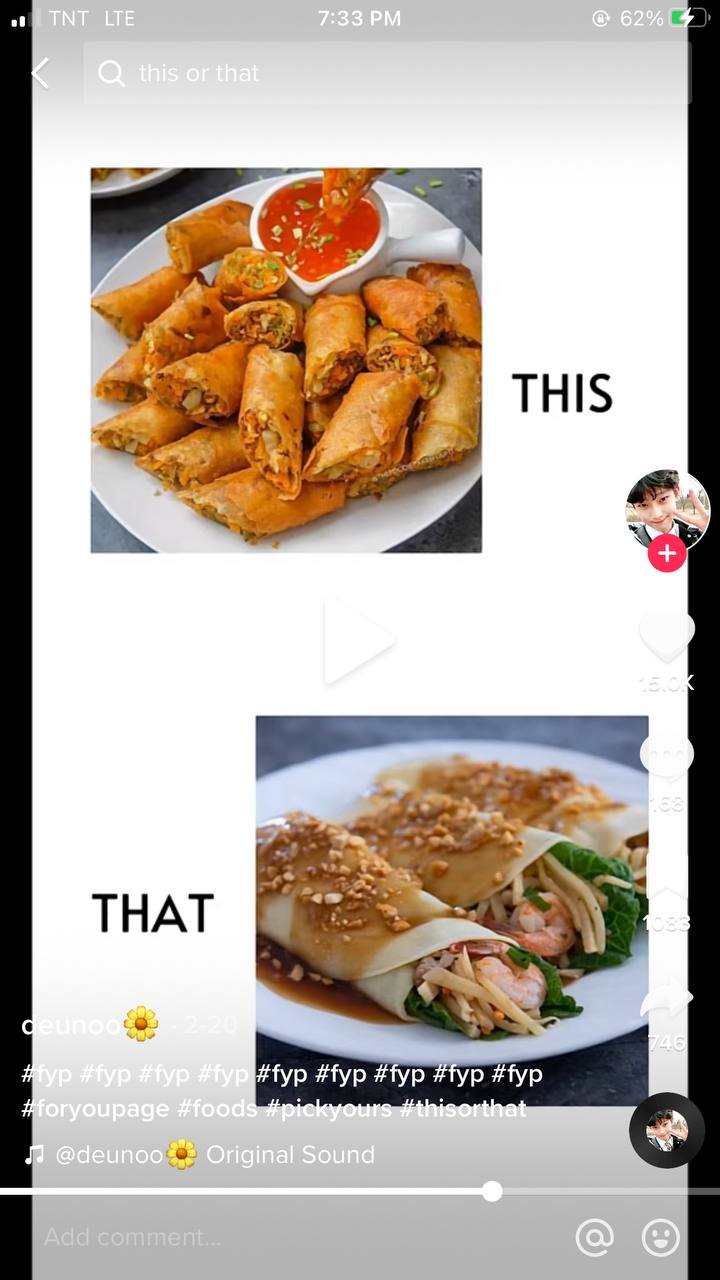 TNT LTE 7:33 PM 62%
this or that
THIS
15.0K
168
1083
THAT
deunoo🌼 · 2-20
746
#fyp #fyp #fyp #fyp #fyp #fyp #fyp #fyp #fyp
#foryoupage #foods #pickyours #thisorthat
@deunoo🌼 Original Sound
Add comment...